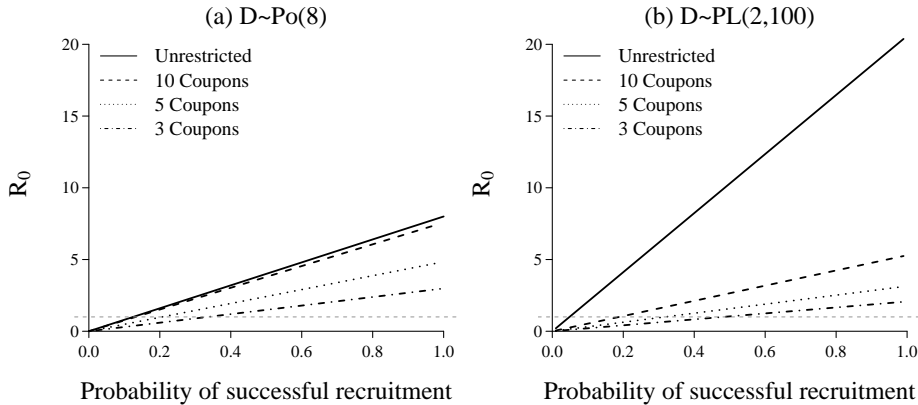 (a) D~Po(8)
Unrestricted
10 Coupons
5 Coupons
3 Coupons
R0
20
15
10
5
0
0.0 0.2 0.4 0.6 0.8 1.0
Probability of successful recruitment
(b) D~PL(2,100)
Unrestricted
10 Coupons
5 Coupons
3 Coupons
R0
20
15
10
5
0
0.0 0.2 0.4 0.6 0.8 1.0
Probability of successful recruitment